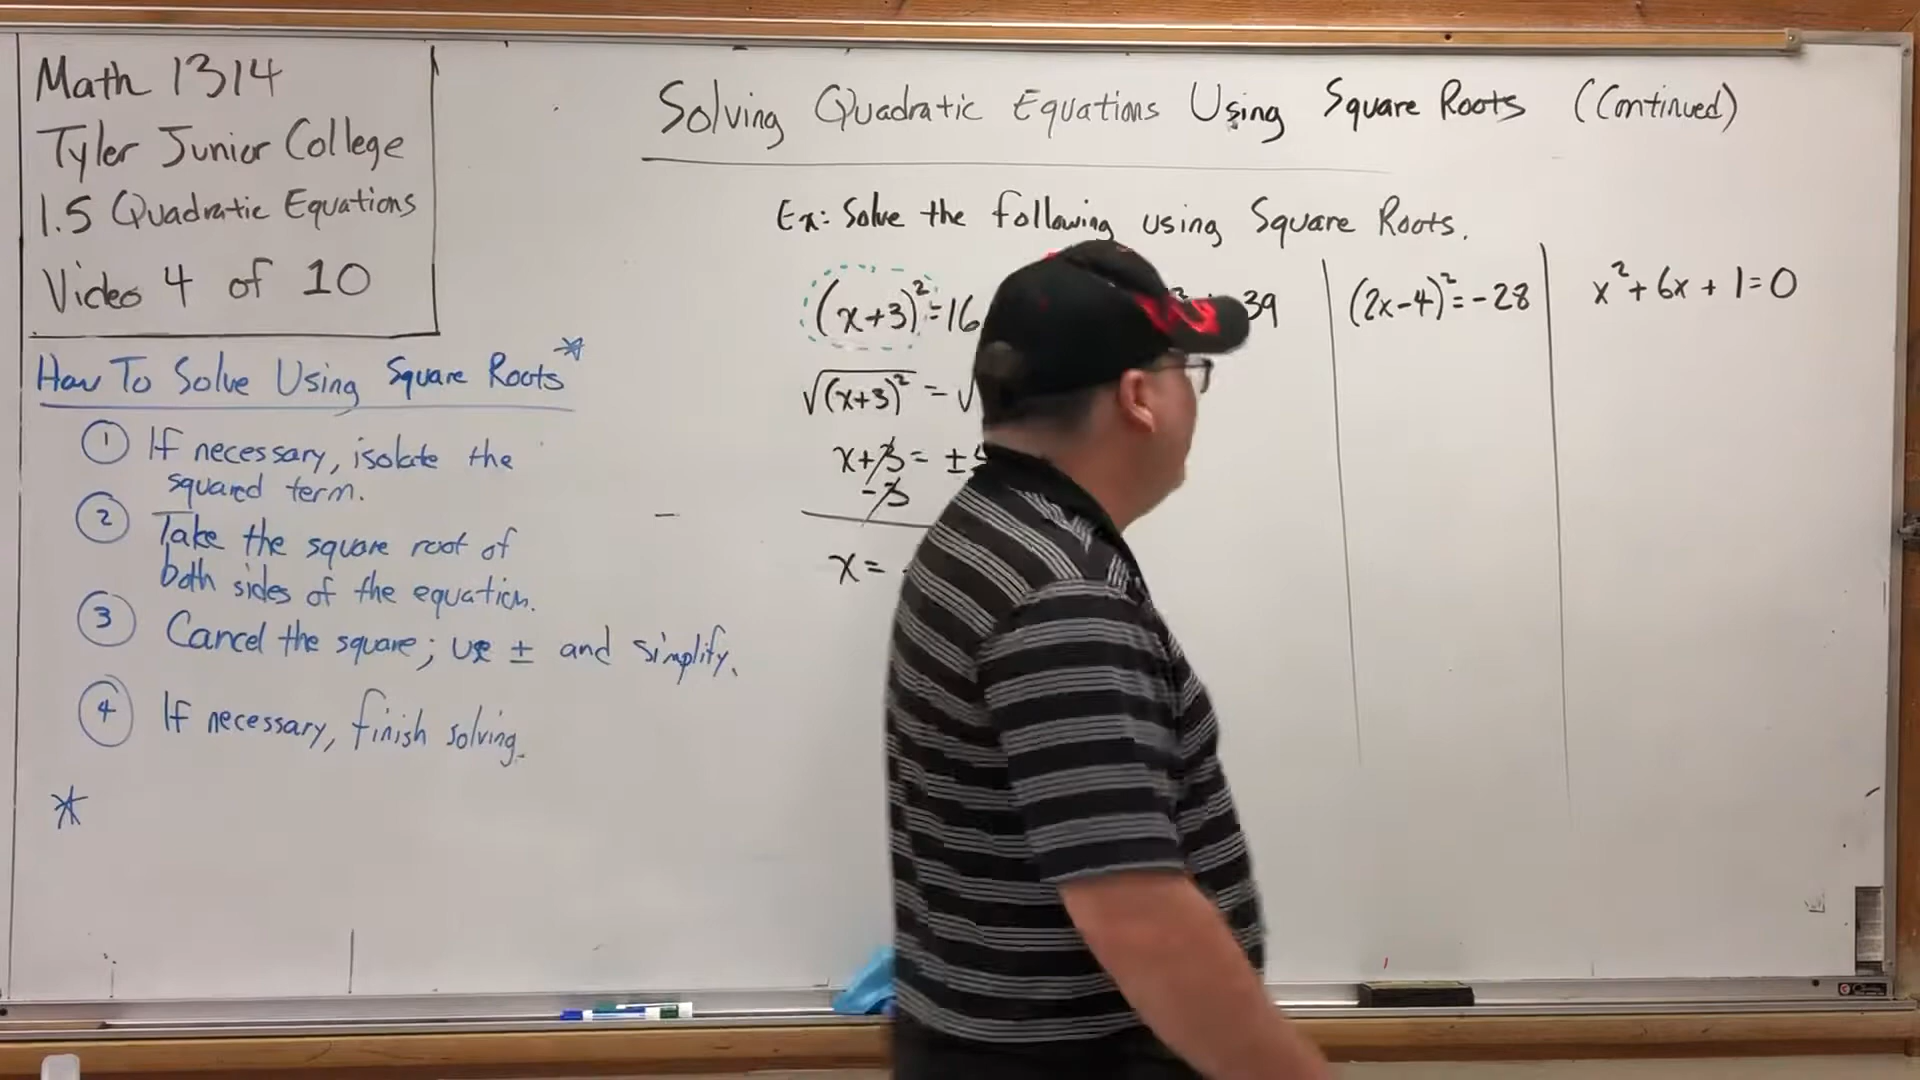 Math 1314
Tyler Junior College
1.5 Quadratic Equations
Video 4 of 10
How To Solve Using Square Roots*
① If necessary, isolate the
squared term.
② Take the square root of
both sides of the equation.
③ Cancel the square; use ± and simplify.
④ If necessary, finish solving.
*
Solving Quadratic Equations Using Square Roots (Continued)
Ex: Solve the following using Square Roots.
(x+3)²=16
√(x+3)² = √
x+3= ±
-3
x=
39
(2x-4)²=-28
x²+6x+1=0